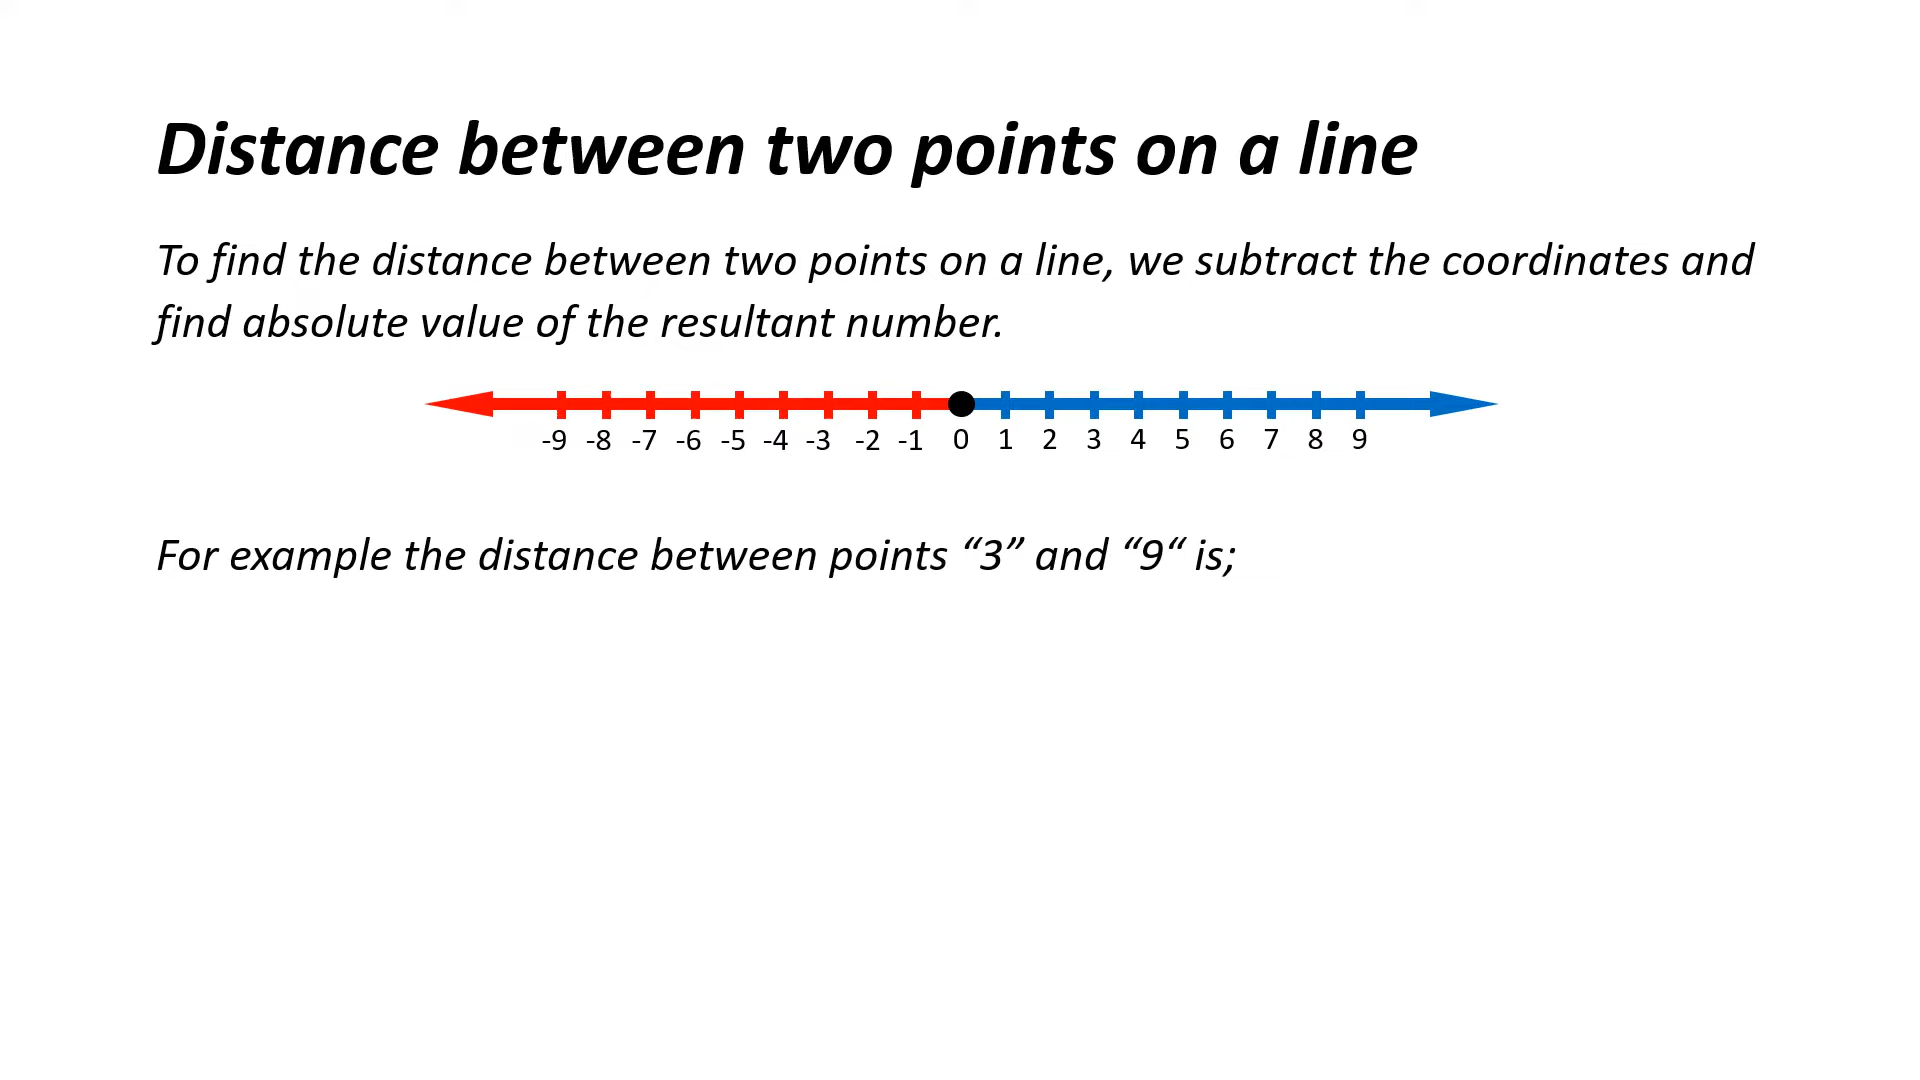 Distance between two points on a line
To find the distance between two points on a line, we subtract the coordinates and
find absolute value of the resultant number.
-9 -8 -7 -6 -5 -4 -3 -2 -1 0 1 2 3 4 5 6 7 8 9
For example the distance between points “3” and “9“ is;